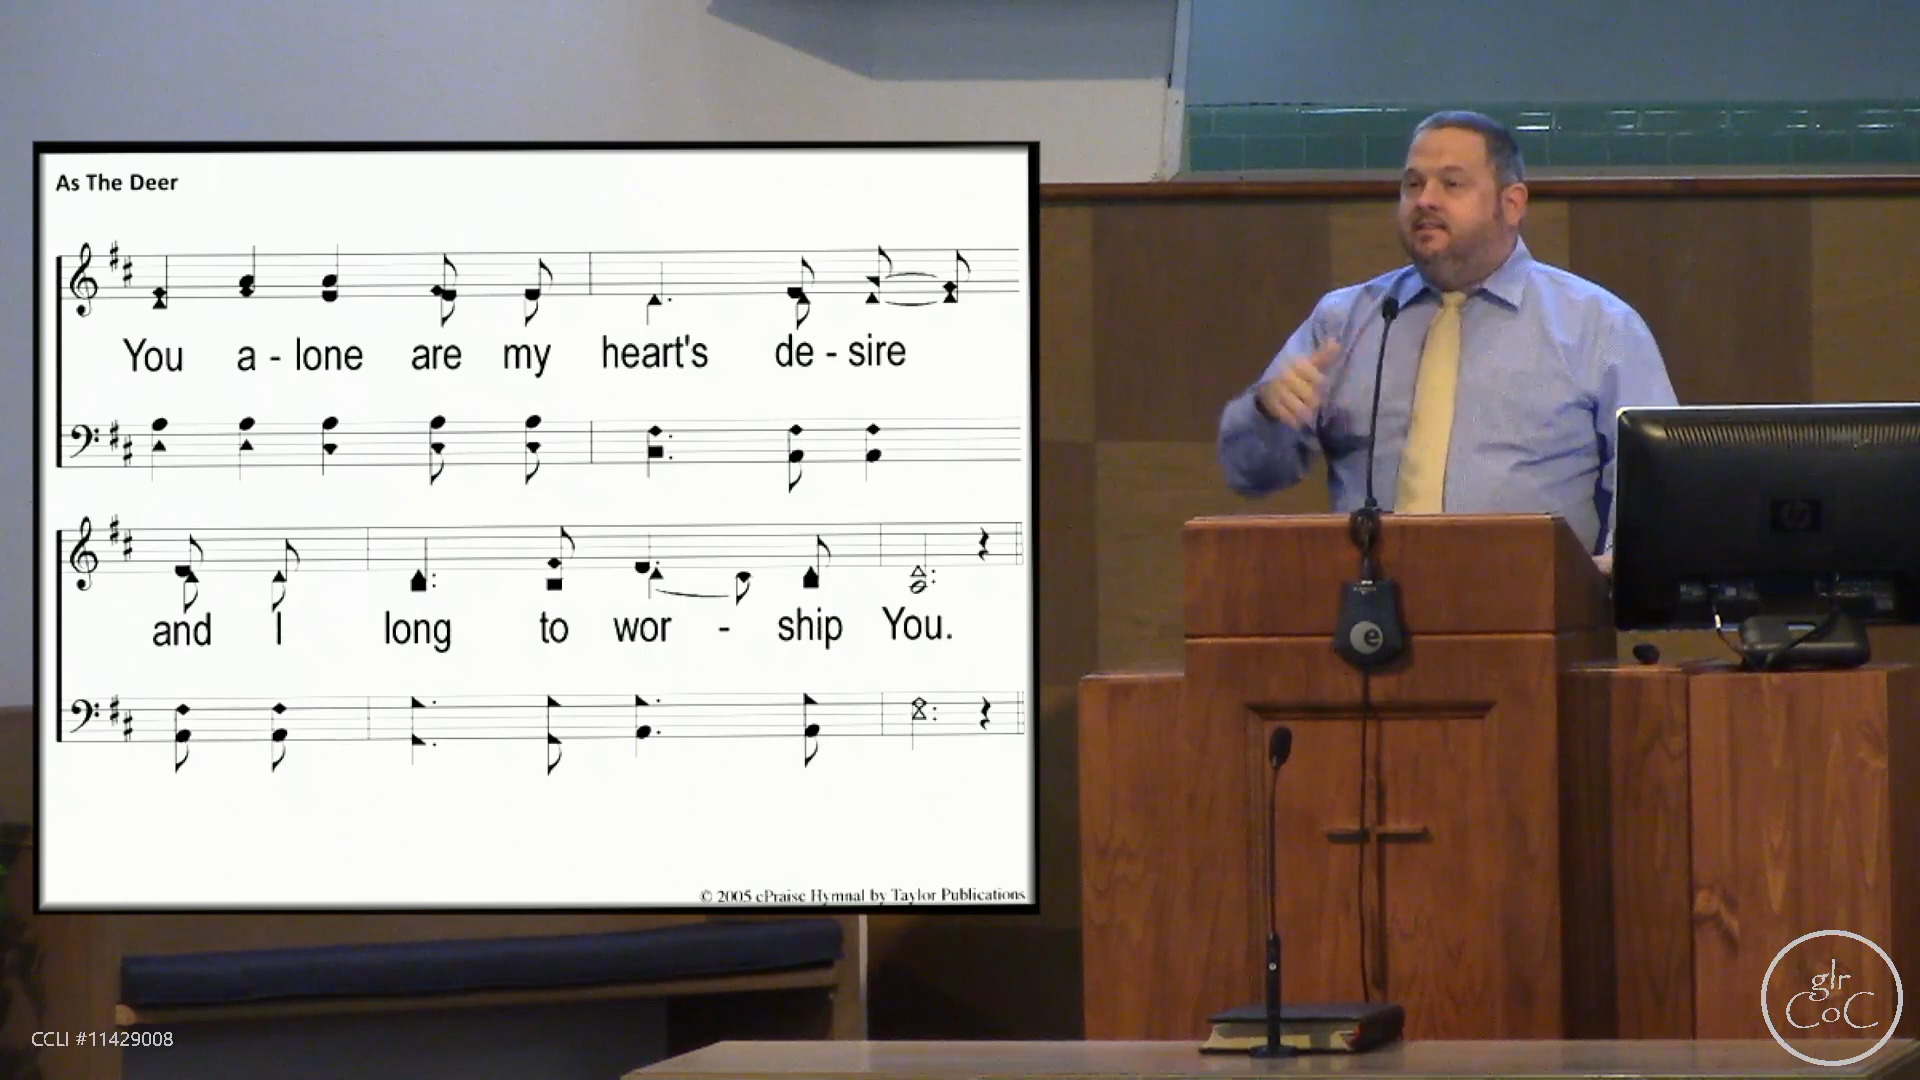 As The Deer
You a - lone are my heart's de - sire
and I long to wor - ship You.
© 2005 ePraise Hymnal by Taylor Publications
hp
e
glr
CoC
CCLI #11429008